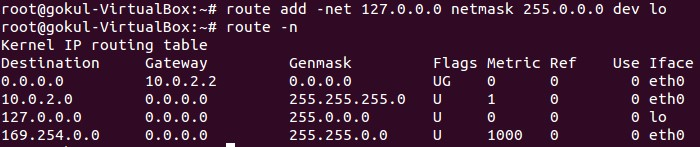 root@gokul-VirtualBox:~# route add -net 127.0.0.0 netmask 255.0.0.0 dev lo
root@gokul-VirtualBox:~# route -n
Kernel IP routing table
Destination     Gateway         Genmask         Flags Metric Ref    Use Iface
0.0.0.0         10.0.2.2        0.0.0.0         UG    0      0        0 eth0
10.0.2.0        0.0.0.0         255.255.255.0   U     1      0        0 eth0
127.0.0.0       0.0.0.0         255.0.0.0       U     0      0        0 lo
169.254.0.0     0.0.0.0         255.255.0.0     U     1000   0        0 eth0